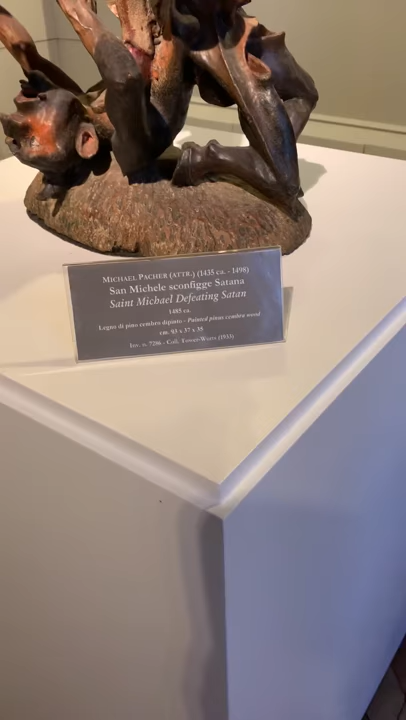 MICHAEL PACHER (ATTR.) (1435 ca. - 1498)
San Michele sconfigge Satana
Saint Michael Defeating Satan
1485 ca.
Legno di pino cembro dipinto - Painted pinus cembra wood
cm. 93 x 37 x 35
Inv. n. 7286 - Coll. Tower-Wurts (1933)